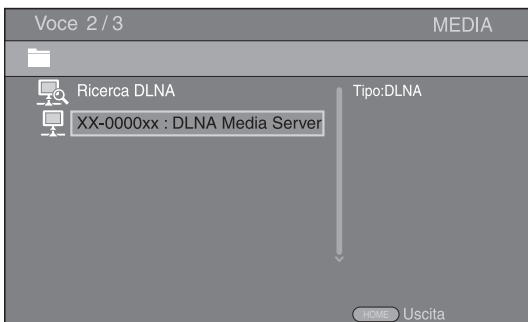 Voce 2 / 3 MEDIA
Ricerca DLNA
Tipo:DLNA
XX-0000xx : DLNA Media Server
HOME Uscita